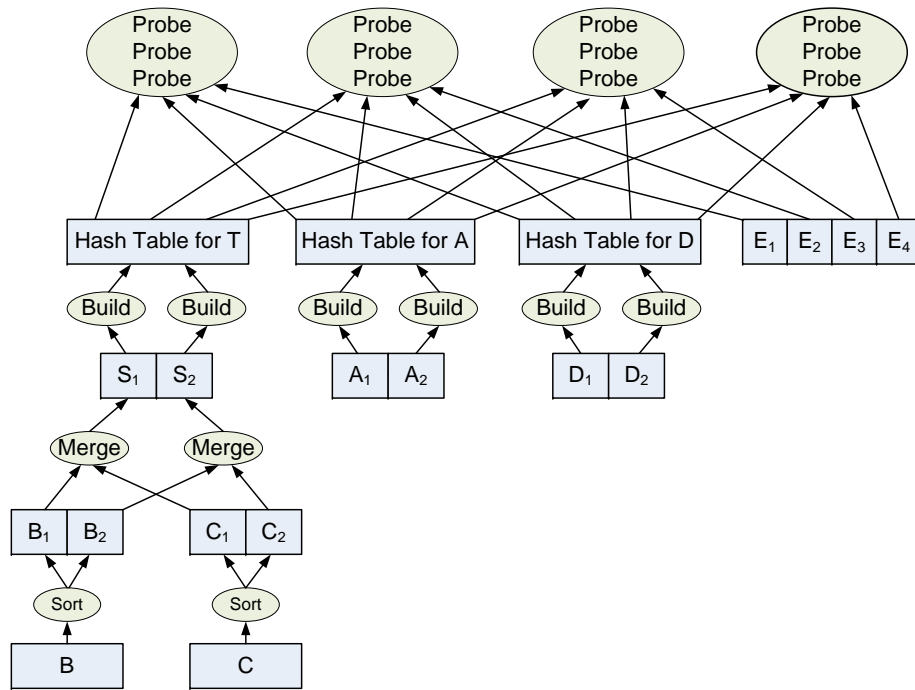 Probe
Probe
Probe
Probe
Probe
Probe
Probe
Probe
Probe
Probe
Probe
Probe
Hash Table for T
Hash Table for A
Hash Table for D
E₁
E₂
E₃
E₄
Build
Build
Build
Build
Build
Build
S₁
S₂
A₁
A₂
D₁
D₂
Merge
Merge
B₁
B₂
C₁
C₂
Sort
Sort
B
C